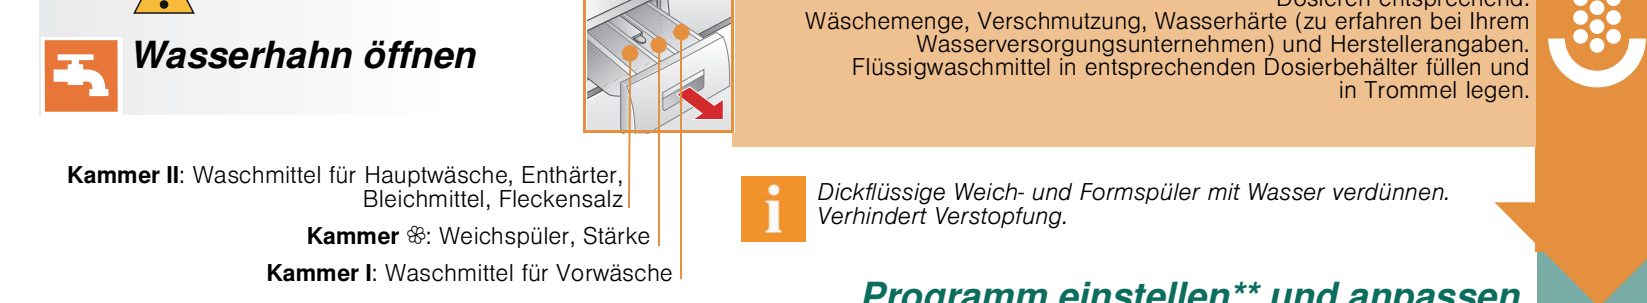 Wasserhahn öffnen
Dosieren entsprechend:
Wäschemenge, Verschmutzung, Wasserhärte (zu erfahren bei Ihrem
Wasserversorgungsunternehmen) und Herstellerangaben.
Flüssigwaschmittel in entsprechenden Dosierbehälter füllen und
in Trommel legen.
Kammer II: Waschmittel für Hauptwäsche, Enthärter,
Bleichmittel, Fleckensalz
Kammer ❀: Weichspüler, Stärke
Kammer I: Waschmittel für Vorwäsche
i
Dickflüssige Weich- und Formspüler mit Wasser verdünnen.
Verhindert Verstopfung.
Programm einstellen** und anpassen